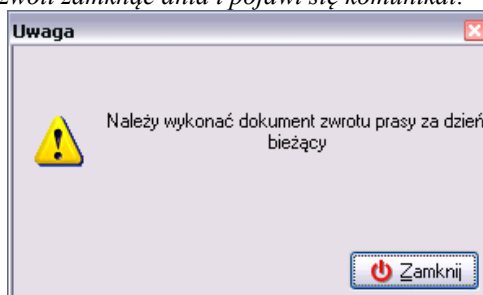 zwoli zamknąć dnia i pojawi się komunikat:
Uwaga
Należy wykonać dokument zwrotu prasy za dzień
bieżący
Zamknij